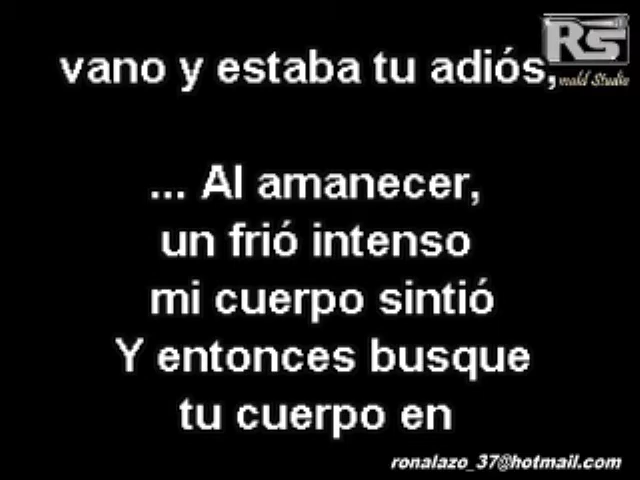 RS
vano y estaba tu adiós,
nald Studio
... Al amanecer,
un frió intenso
mi cuerpo sintió
Y entonces busque
tu cuerpo en
ronalazo_37@hotmail.com